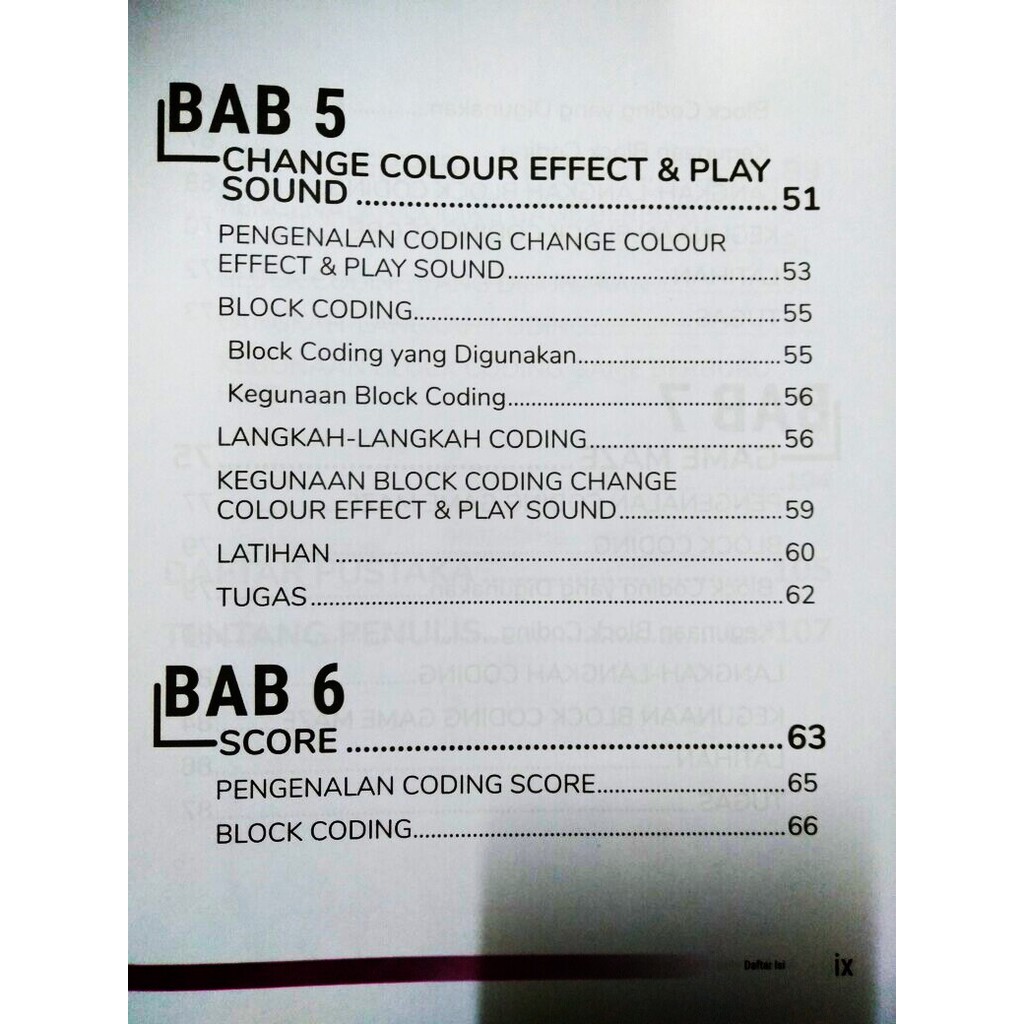 BAB 5
CHANGE COLOUR EFFECT & PLAY
SOUND ........................................................ 51
PENGENALAN CODING CHANGE COLOUR
EFFECT & PLAY SOUND........................................ 53
BLOCK CODING........................................................ 55
Block Coding yang Digunakan............................... 55
Kegunaan Block Coding........................................ 56
LANGKAH-LANGKAH CODING............................ 56
KEGUNAAN BLOCK CODING CHANGE
COLOUR EFFECT & PLAY SOUND........................ 59
LATIHAN.................................................................. 60
TUGAS..................................................................... 62
BAB 6
SCORE ........................................................ 63
PENGENALAN CODING SCORE............................ 65
BLOCK CODING........................................................ 66
Daftar Isi ix